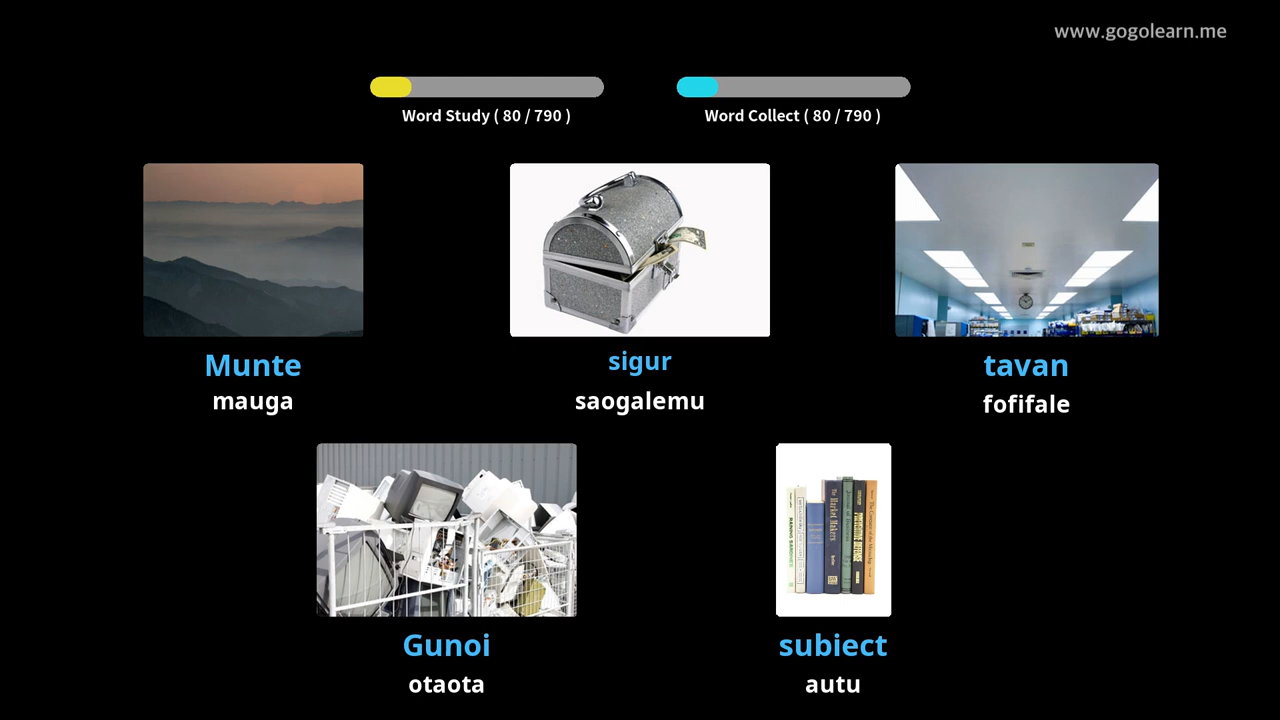 www.gogolearn.me
Word Study ( 80 / 790 )
Word Collect ( 80 / 790 )
Munte
mauga
sigur
saogalemu
tavan
fofifale
Gunoi
otaota
subiect
autu